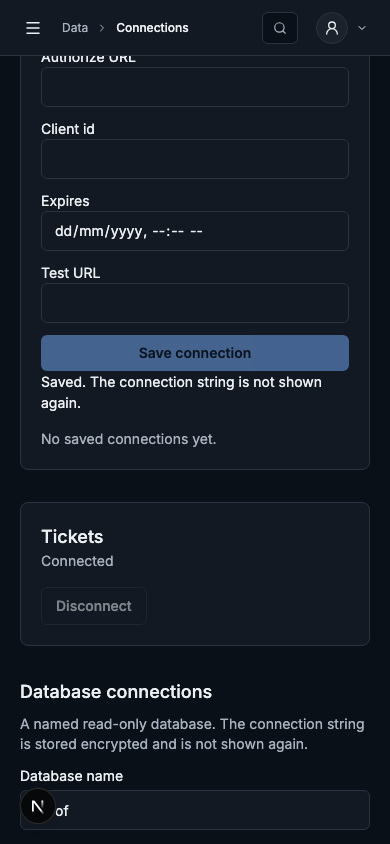 Data > Connections
Authorize URL
Client id
Expires
dd/mm/yyyy, --:-- --
Test URL
Save connection
Saved. The connection string is not shown
again.
No saved connections yet.
Tickets
Connected
Disconnect
Database connections
A named read-only database. The connection string
is stored encrypted and is not shown again.
Database name
N
of